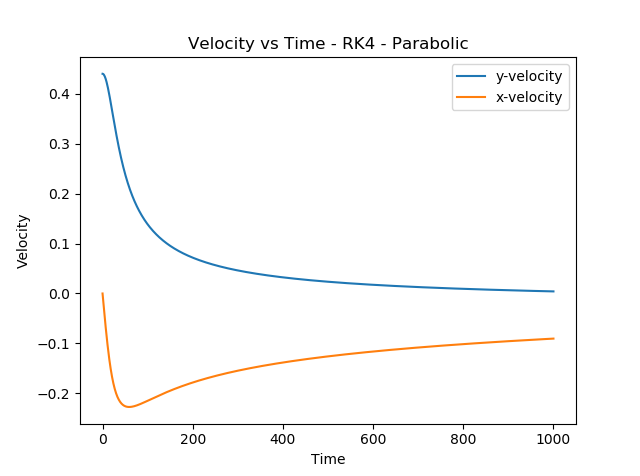 Velocity vs Time - RK4 - Parabolic
y-velocity
x-velocity
0.4
0.3
0.2
0.1
0.0
−0.1
−0.2
Velocity
0
200
400
600
800
1000
Time